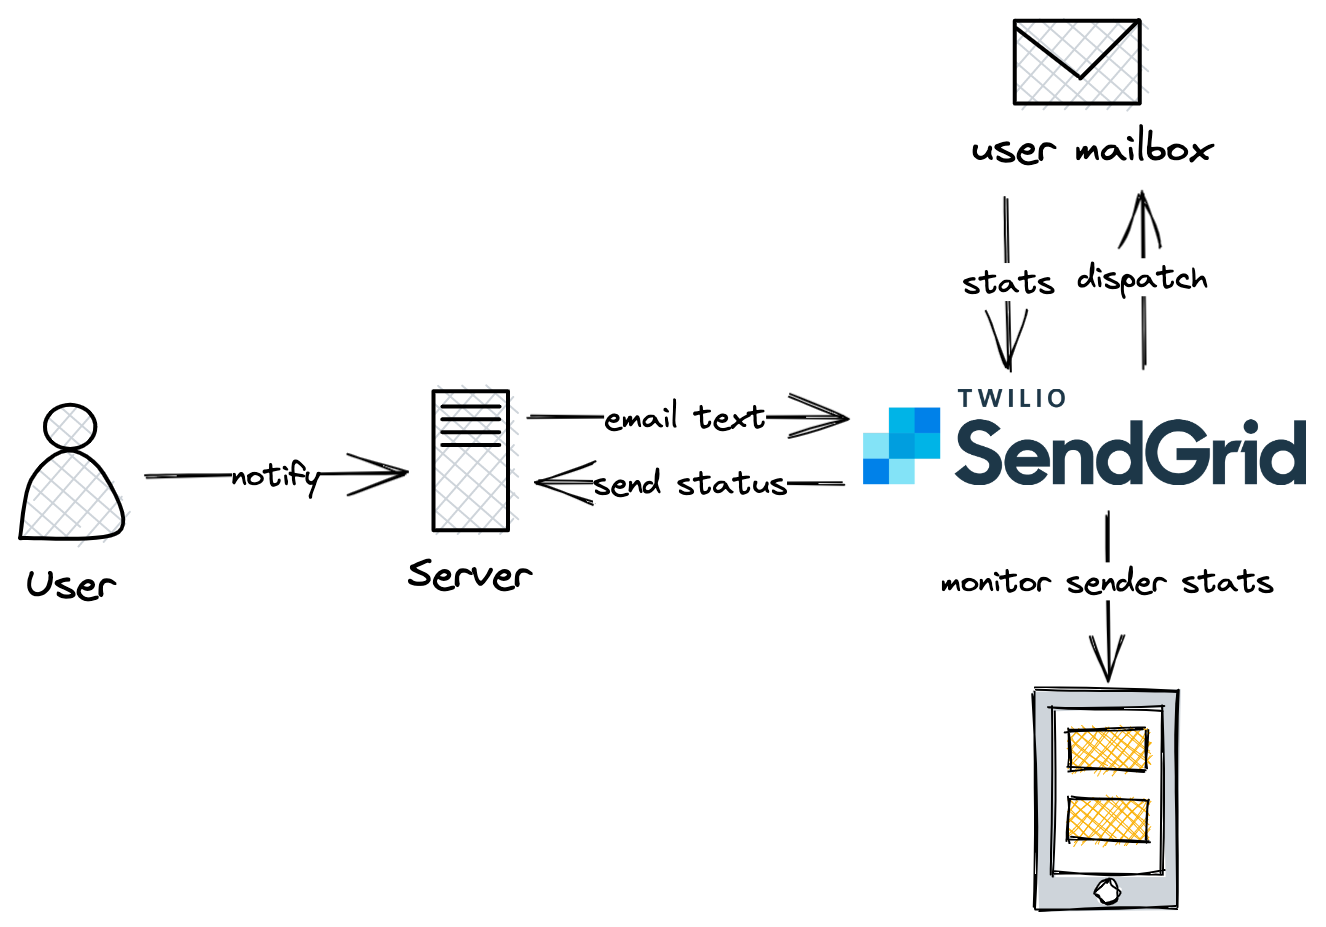 user mailbox
stats
dispatch
TWILIO
SendGrid
email text
send status
notify
User
Server
monitor sender stats